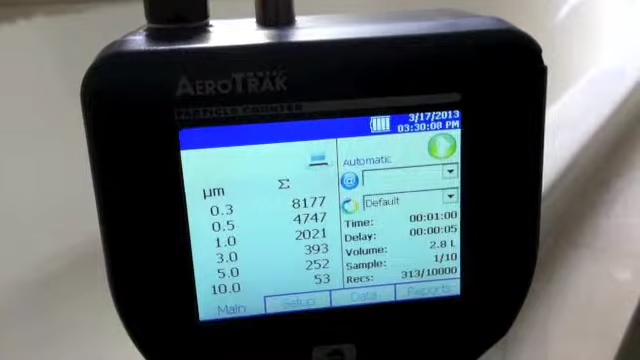 AEROTRAK
PARTICLE COUNTER
3/17/2013
03:30:08 PM
µm Σ
0.3 8177
0.5 4747
1.0 2021
3.0 393
5.0 252
10.0 53
Automatic
@
Default
Time: 00:01:00
Delay: 00:00:05
Volume: 2.8 L
Sample: 1/10
Recs: 313/10000
Main Setup Data Reports